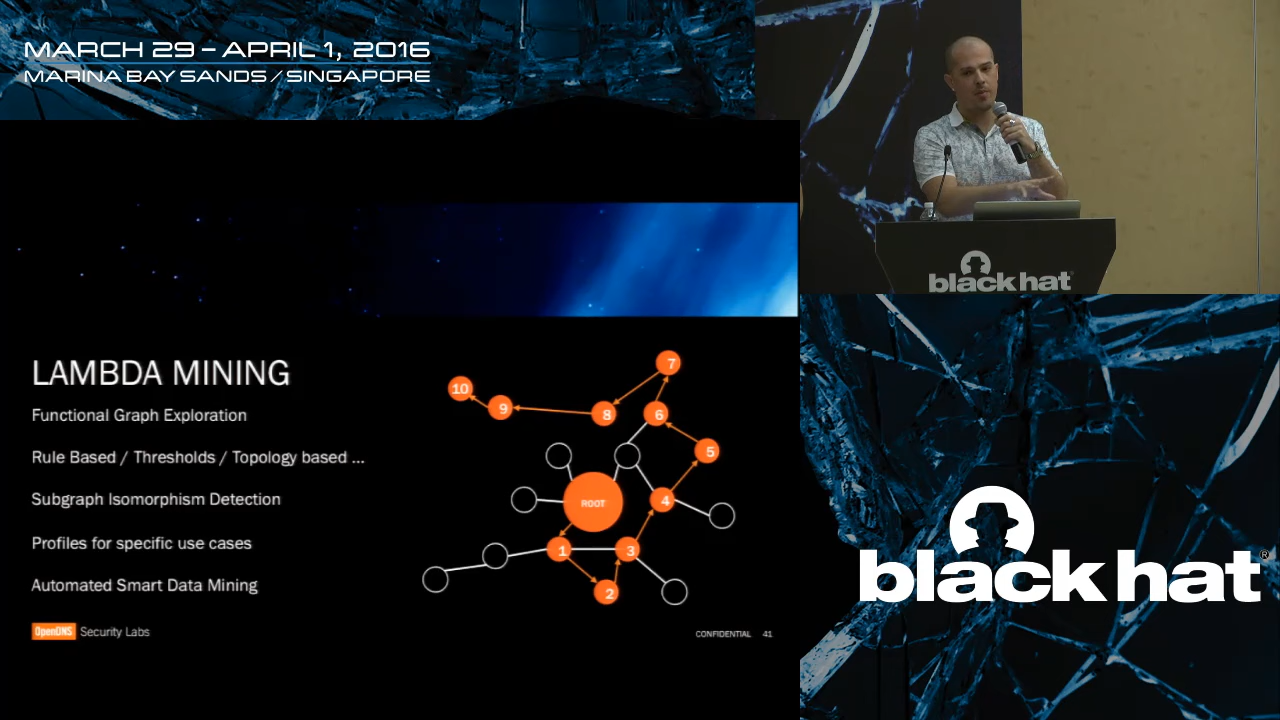 MARCH 29 – APRIL 1, 2016
MARINA BAY SANDS / SINGAPORE
black hat
LAMBDA MINING
Functional Graph Exploration
Rule Based / Thresholds / Topology based ...
Subgraph Isomorphism Detection
Profiles for specific use cases
Automated Smart Data Mining
7
10
9
8
6
5
ROOT
4
1
3
2
OpenDNS Security Labs
CONFIDENTIAL 41
black hat®